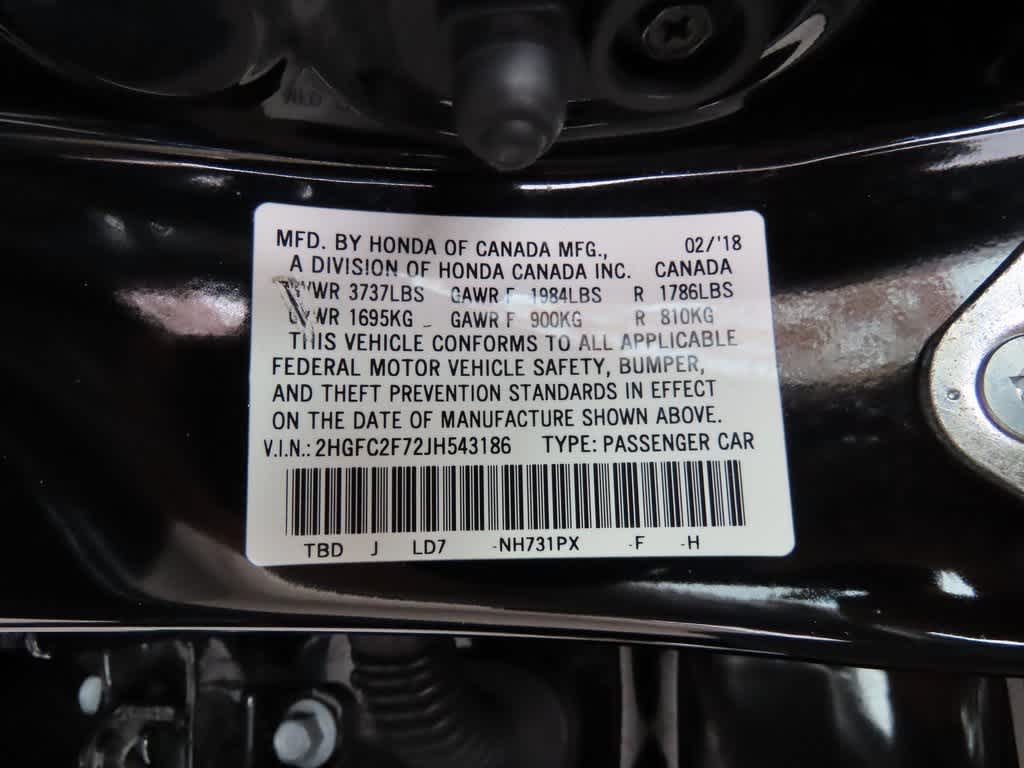 MFD. BY HONDA OF CANADA MFG., 02/'18
A DIVISION OF HONDA CANADA INC. CANADA
GVWR 3737LBS GAWR F 1984LBS R 1786LBS
GVWR 1695KG GAWR F 900KG R 810KG
THIS VEHICLE CONFORMS TO ALL APPLICABLE
FEDERAL MOTOR VEHICLE SAFETY, BUMPER,
AND THEFT PREVENTION STANDARDS IN EFFECT
ON THE DATE OF MANUFACTURE SHOWN ABOVE.
V.I.N.: 2HGFC2F72JH543186 TYPE: PASSENGER CAR
TBD J LD7 -NH731PX -F -H